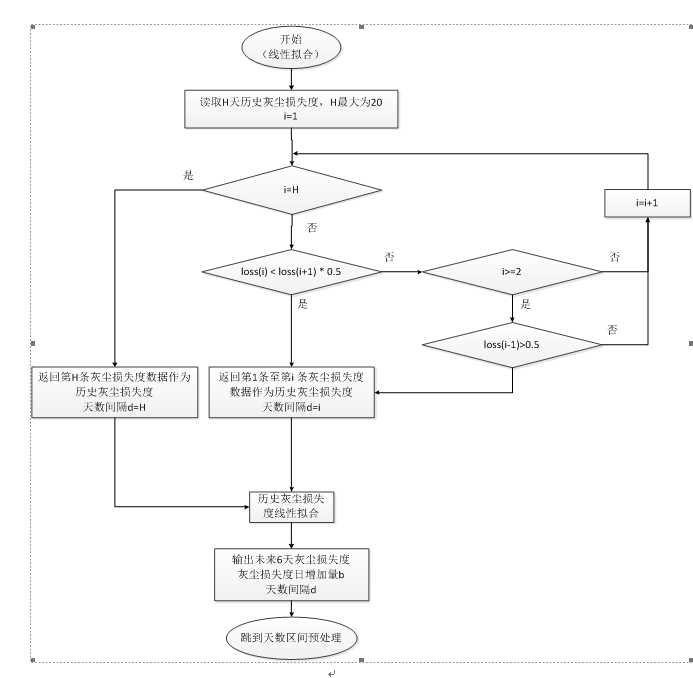 开始
（线性拟合）
读取H天历史灰尘损失度，H最大为20
i=1
是
i=H
i=i+1
否
loss(i) < loss(i+1) * 0.5
否
i>=2
否
是
是
loss(i-1)>0.5
否
返回第H条灰尘损失度数据作为
历史灰尘损失度
天数间隔d=H
返回第1条至第i 条灰尘损失度
数据作为历史灰尘损失度
天数间隔d=i
历史灰尘损失
度线性拟合
输出未来6天灰尘损失度
灰尘损失度日增加量b
天数间隔d
跳到天数区间预处理